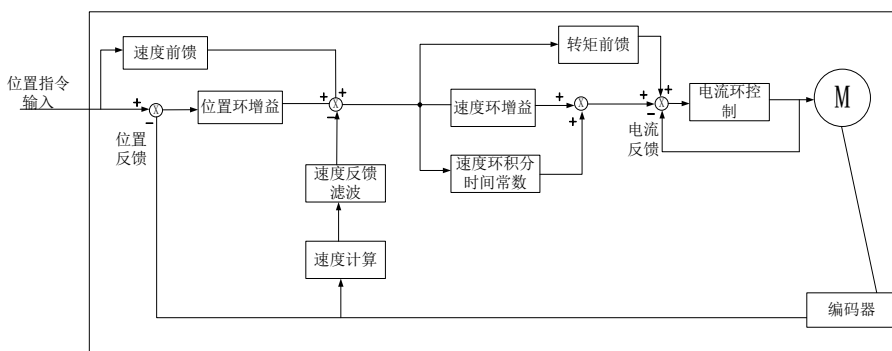 速度前馈
转矩前馈
位置指令
输入
+
-
X
位置环增益
+
+
-
X
速度环增益
+
+
X
+
+
-
X
电流环控
制
M
位置
反馈
电流
反馈
速度环积分
时间常数
速度反馈
滤波
速度计算
编码器